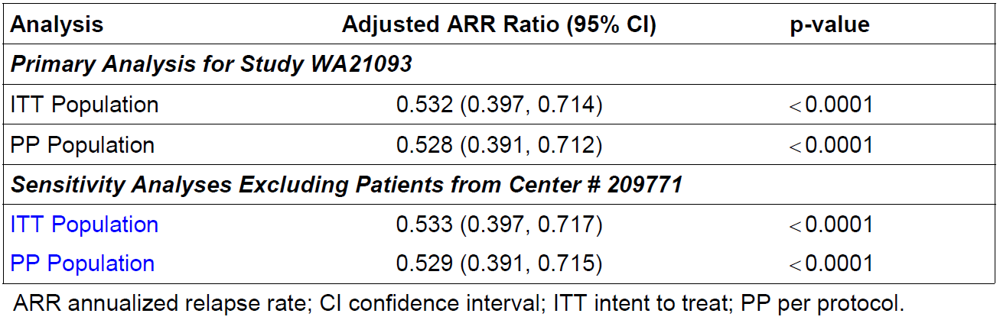 Analysis Adjusted ARR Ratio (95% CI) p-value
Primary Analysis for Study WA21093
ITT Population 0.532 (0.397, 0.714) <0.0001
PP Population 0.528 (0.391, 0.712) <0.0001
Sensitivity Analyses Excluding Patients from Center # 209771
ITT Population 0.533 (0.397, 0.717) <0.0001
PP Population 0.529 (0.391, 0.715) <0.0001
ARR annualized relapse rate; CI confidence interval; ITT intent to treat; PP per protocol.